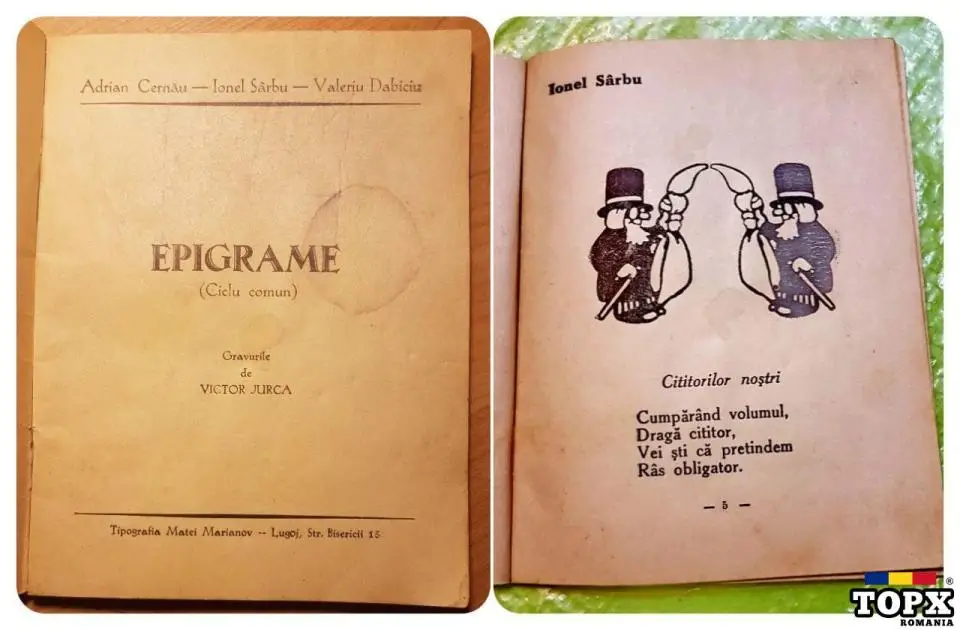 Adrian Cernău — Ionel Sârbu — Valeriu Dabiciu
EPIGRAME
(Ciclu comun)
Gravurile
de
VICTOR JURCA
Tipografia Matei Marianov -- Lugoj, Str. Bisericii 15
Ionel Sârbu
Cititorilor noştri
Cumpărând volumul,
Dragă cititor,
Vei şti că pretindem
Râs obligator.
— 5 —
TOPX®
ROMANIA